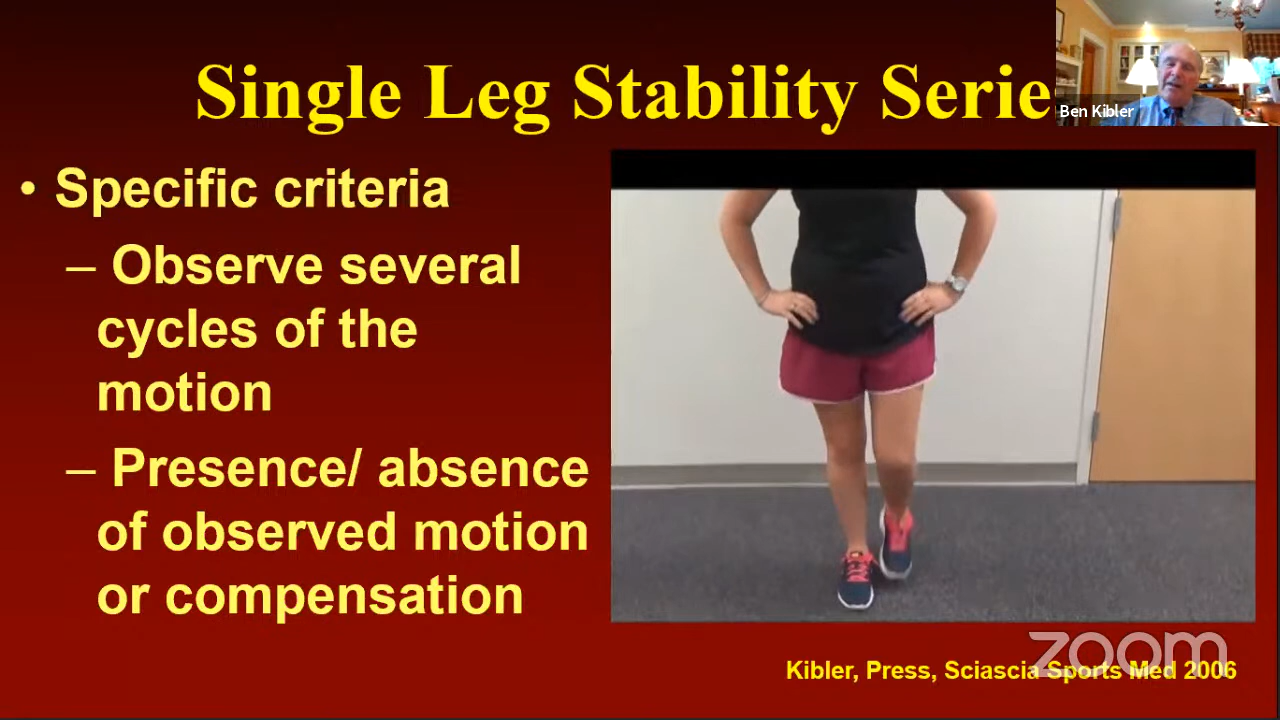 Single Leg Stability Serie
Ben Kibler
• Specific criteria
– Observe several
cycles of the
motion
– Presence/ absence
of observed motion
or compensation
Kibler, Press, Sciascia Sports Med 2006
zoom